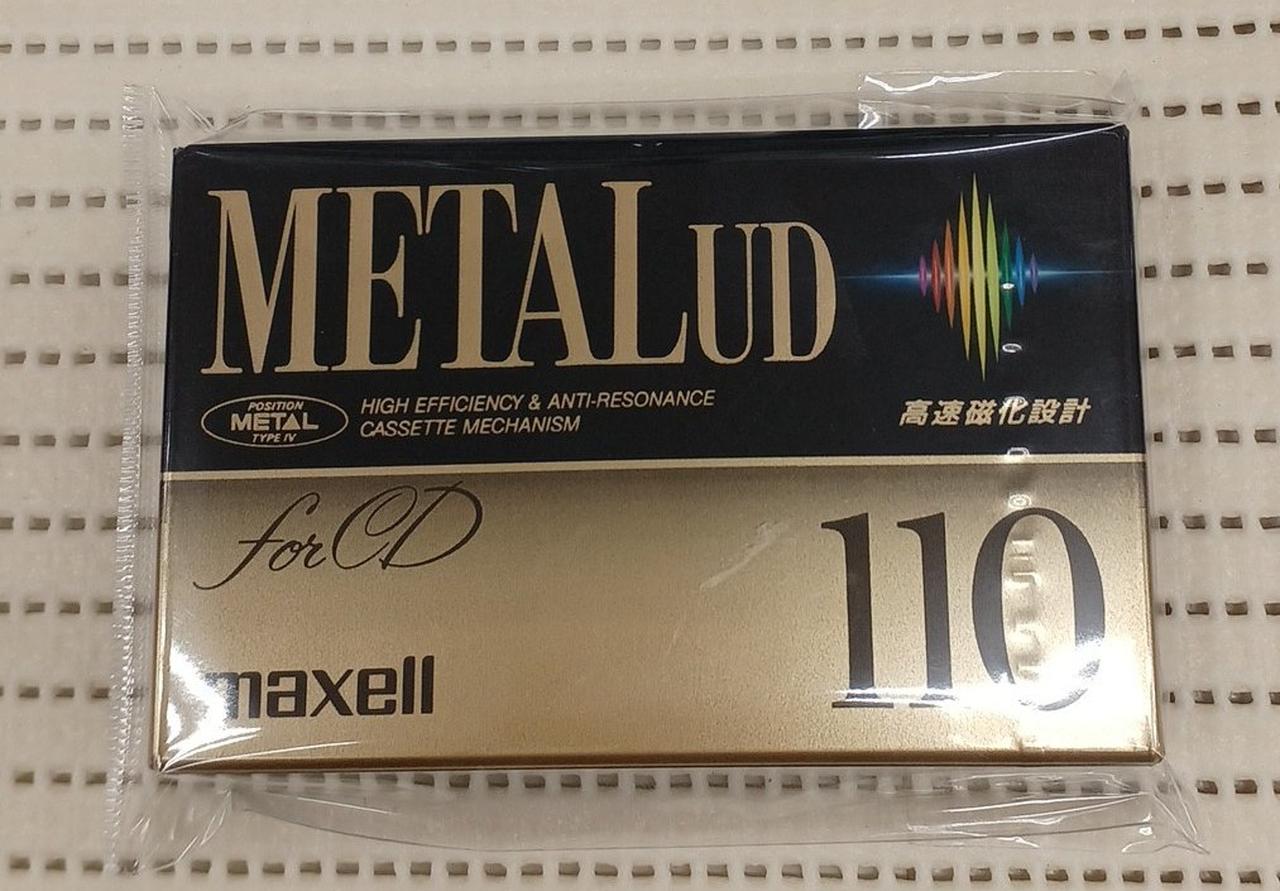 METAL UD
POSITION
METAL
TYPE IV
HIGH EFFICIENCY & ANTI-RESONANCE
CASSETTE MECHANISM
高速磁化設計
for CD
110
maxell